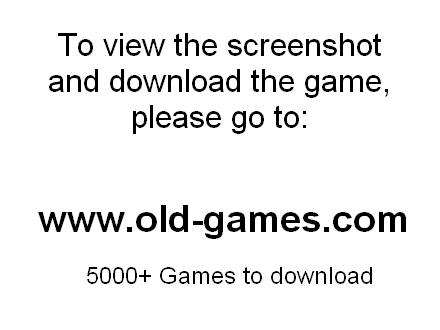 To view the screenshot
and download the game,
please go to:
www.old-games.com
5000+ Games to download